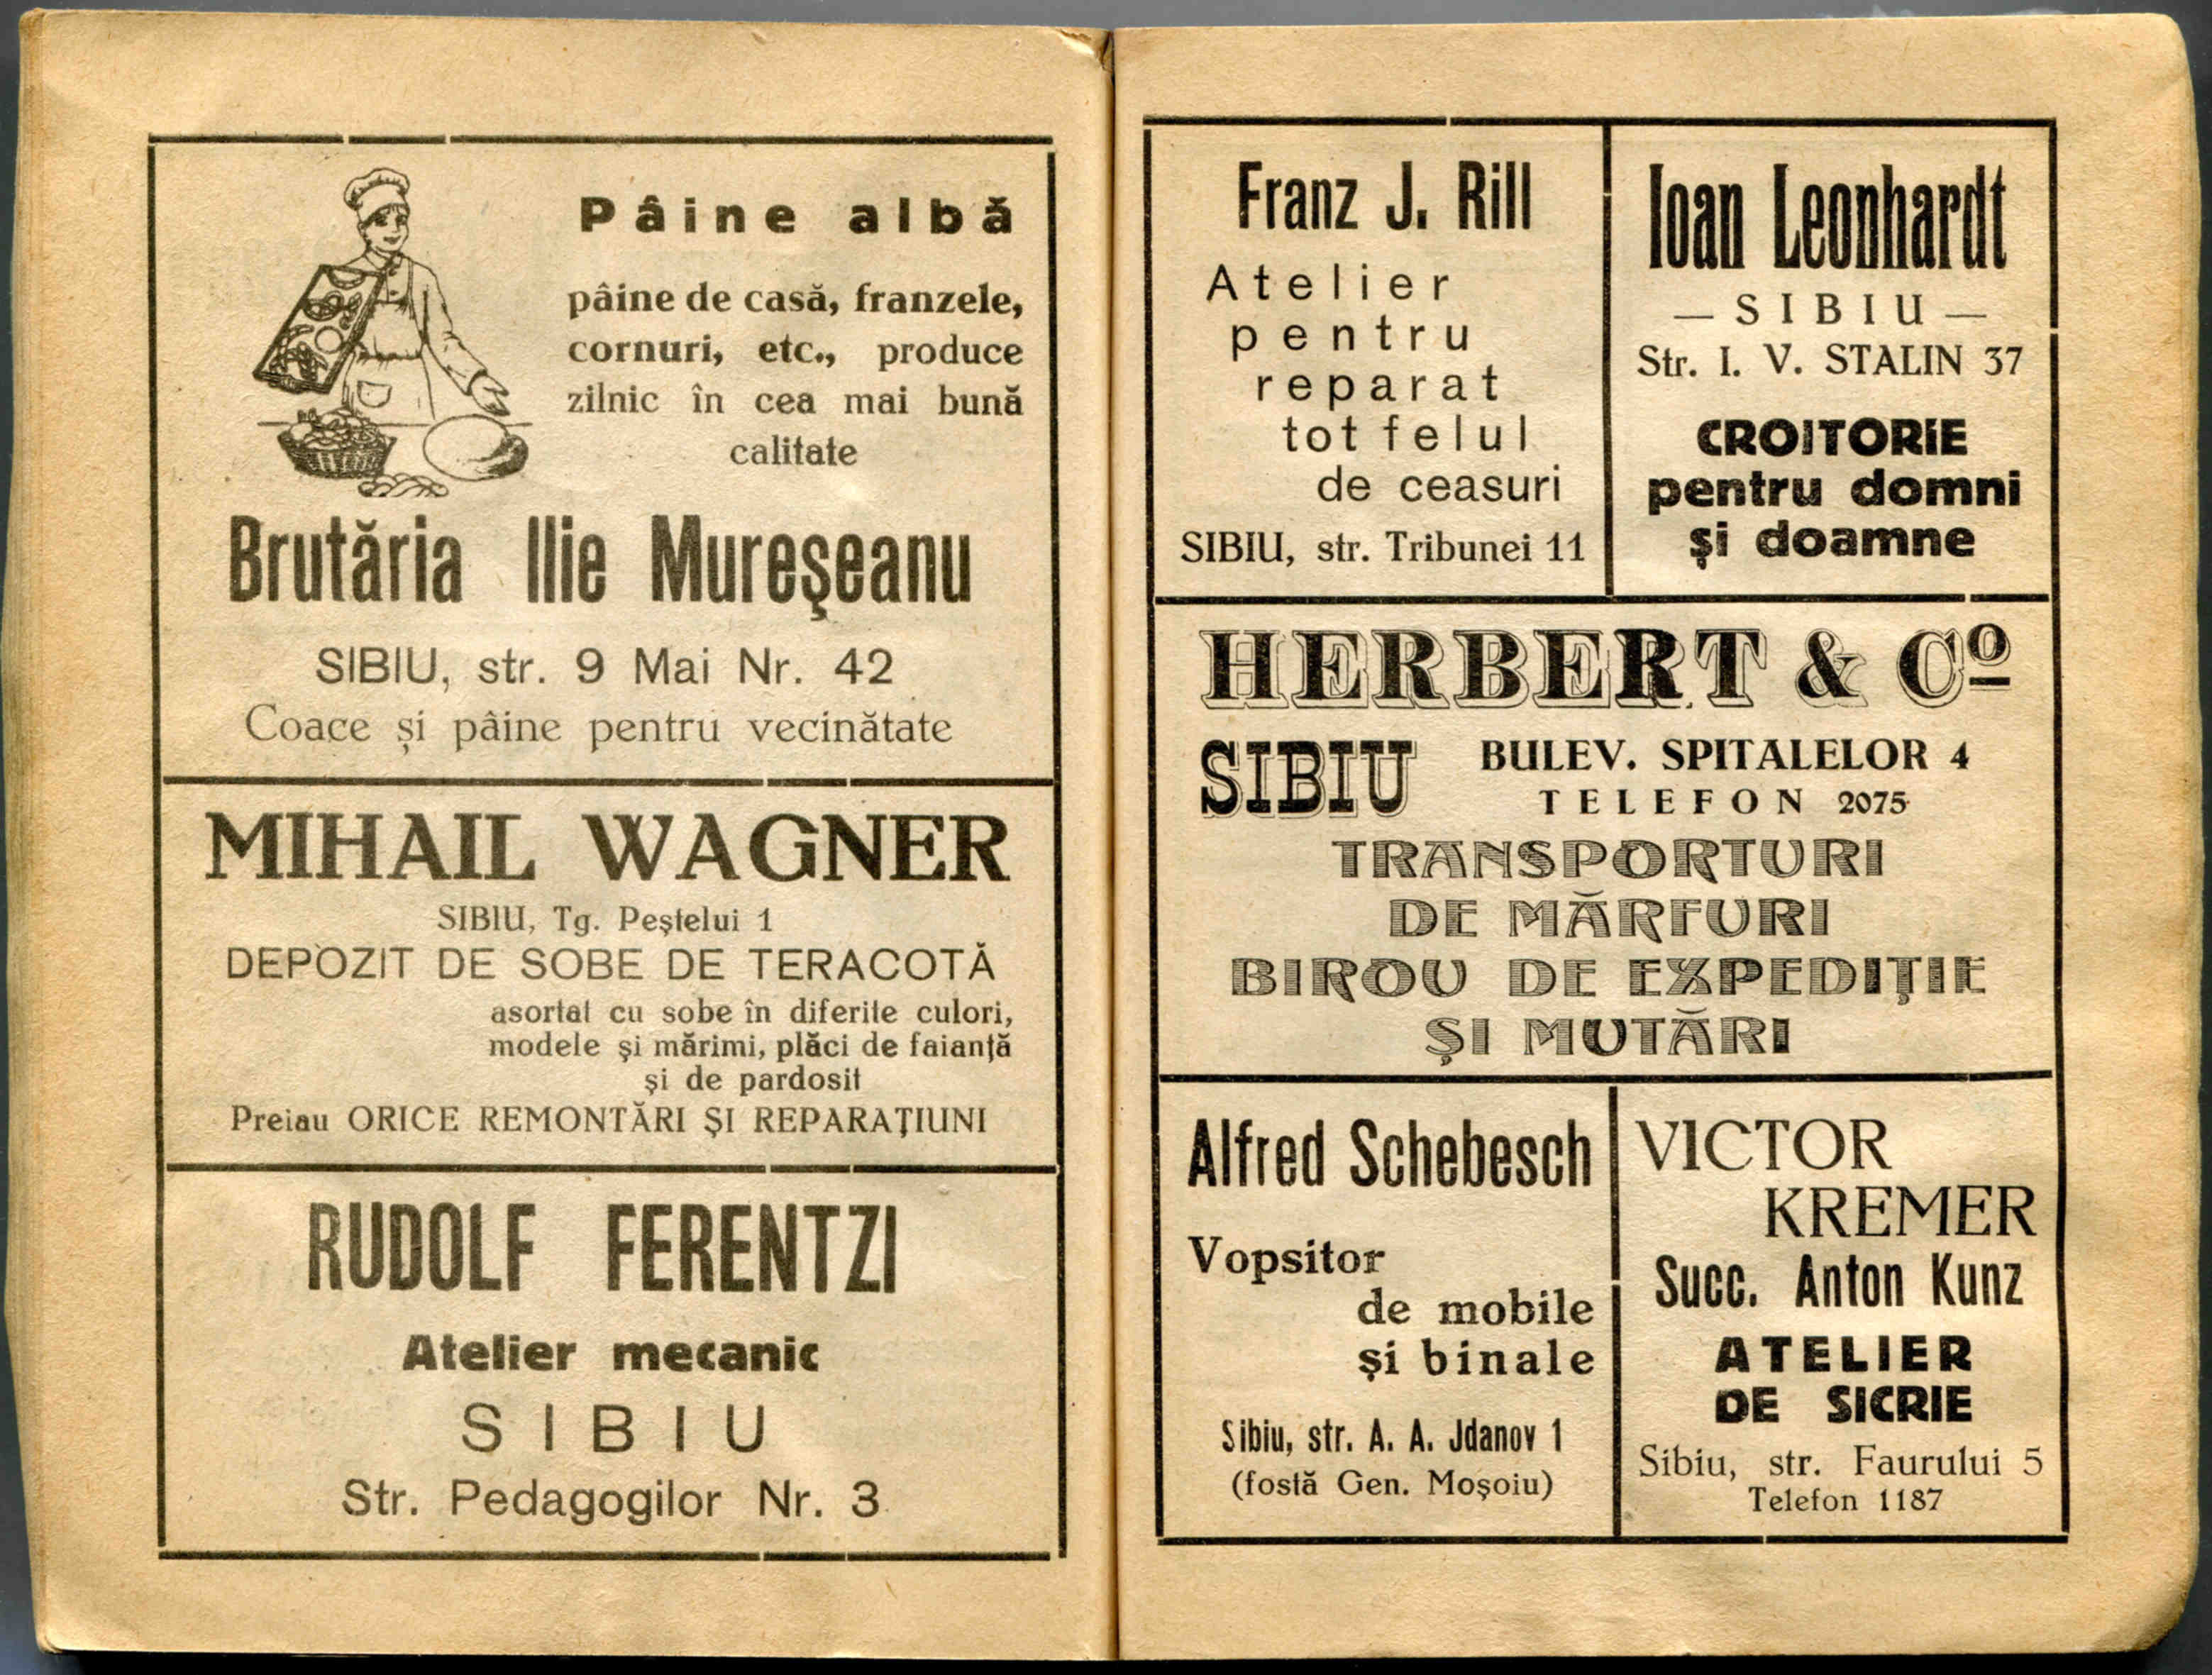 Pâine albă
pâine de casă, franzele,
cornuri, etc., produce
zilnic în cea mai bună
calitate
Brutăria Ilie Mureşeanu
SIBIU, str. 9 Mai Nr. 42
Coace și pâine pentru vecinătate
MIHAIL WAGNER
SIBIU, Tg. Peştelui 1
DEPOZIT DE SOBE DE TERACOTĂ
asortat cu sobe în diferite culori,
modele şi mărimi, plăci de faianţă
şi de pardosit
Preiau ORICE REMONTĂRI ŞI REPARAŢIUNI
RUDOLF FERENTZI
Atelier mecanic
SIBIU
Str. Pedagogilor Nr. 3
Franz J. Rill
Atelier
pentru
reparat
tot felul
de ceasuri
SIBIU, str. Tribunei 11
Ioan Leonhardt
— SIBIU —
Str. I. V. STALIN 37
CROITORIE
pentru domni
şi doamne
HERBERT & Cº
SIBIU BULEV. SPITALELOR 4
TELEFON 2075
TRANSPORTURI
DE MĂRFURI
BIROU DE EXPEDIŢIE
ŞI MUTĂRI
Alfred Schebesch
Vopsitor
de mobile
şi binale
Sibiu, str. A. A. Jdanov 1
(fostă Gen. Moşoiu)
VICTOR
KREMER
Succ. Anton Kunz
ATELIER
DE SICRIE
Sibiu, str. Faurului 5
Telefon 1187